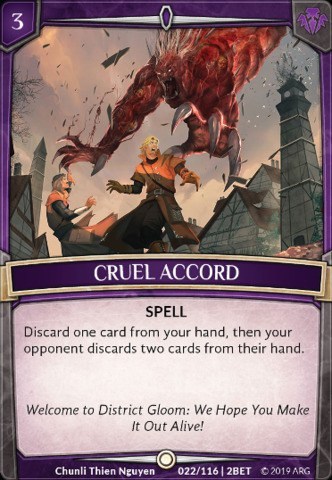 3
CRUEL ACCORD
SPELL
Discard one card from your hand, then your
opponent discards two cards from their hand.
Welcome to District Gloom: We Hope You Make
It Out Alive!
Chunli Thien Nguyen 022/116 | 2BET © 2019 ARG